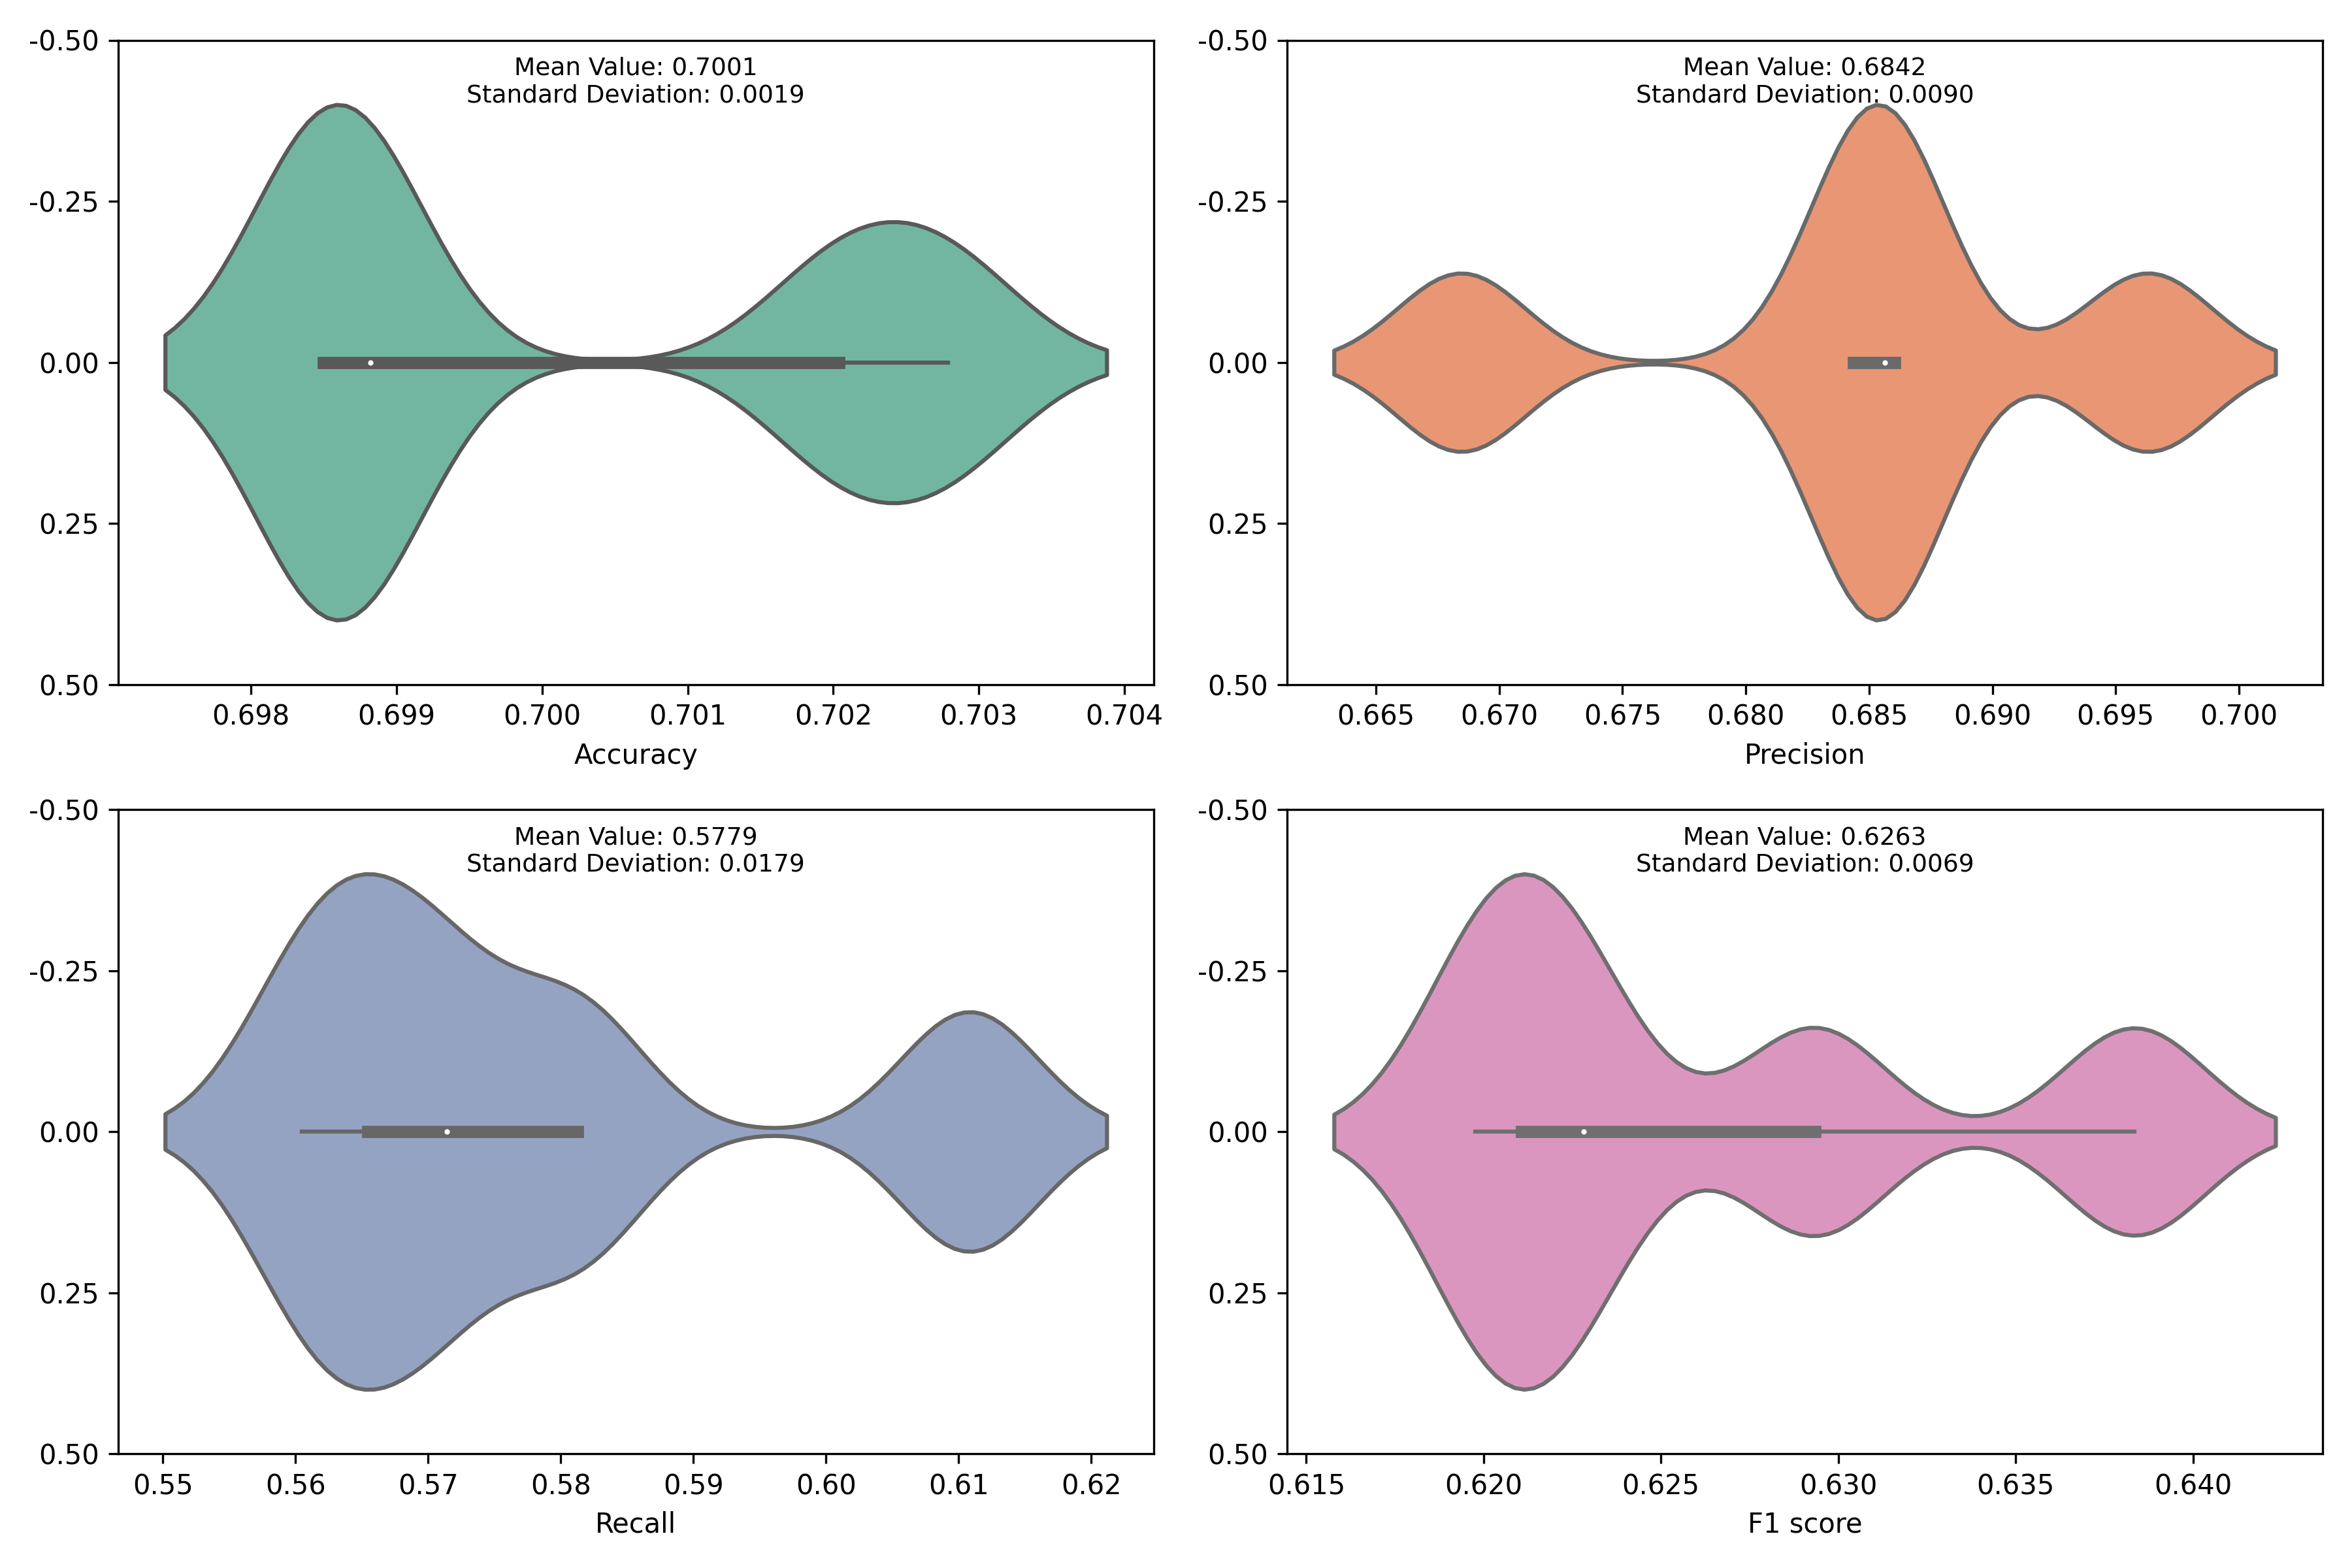 -0.50
Mean Value: 0.7001
Standard Deviation: 0.0019
-0.25
0.00
0.25
0.50
0.698 0.699 0.700 0.701 0.702 0.703 0.704
Accuracy
-0.50
Mean Value: 0.6842
Standard Deviation: 0.0090
-0.25
0.00
0.25
0.50
0.665 0.670 0.675 0.680 0.685 0.690 0.695 0.700
Precision
-0.50
Mean Value: 0.5779
Standard Deviation: 0.0179
-0.25
0.00
0.25
0.50
0.55 0.56 0.57 0.58 0.59 0.60 0.61 0.62
Recall
-0.50
Mean Value: 0.6263
Standard Deviation: 0.0069
-0.25
0.00
0.25
0.50
0.615 0.620 0.625 0.630 0.635 0.640
F1 score